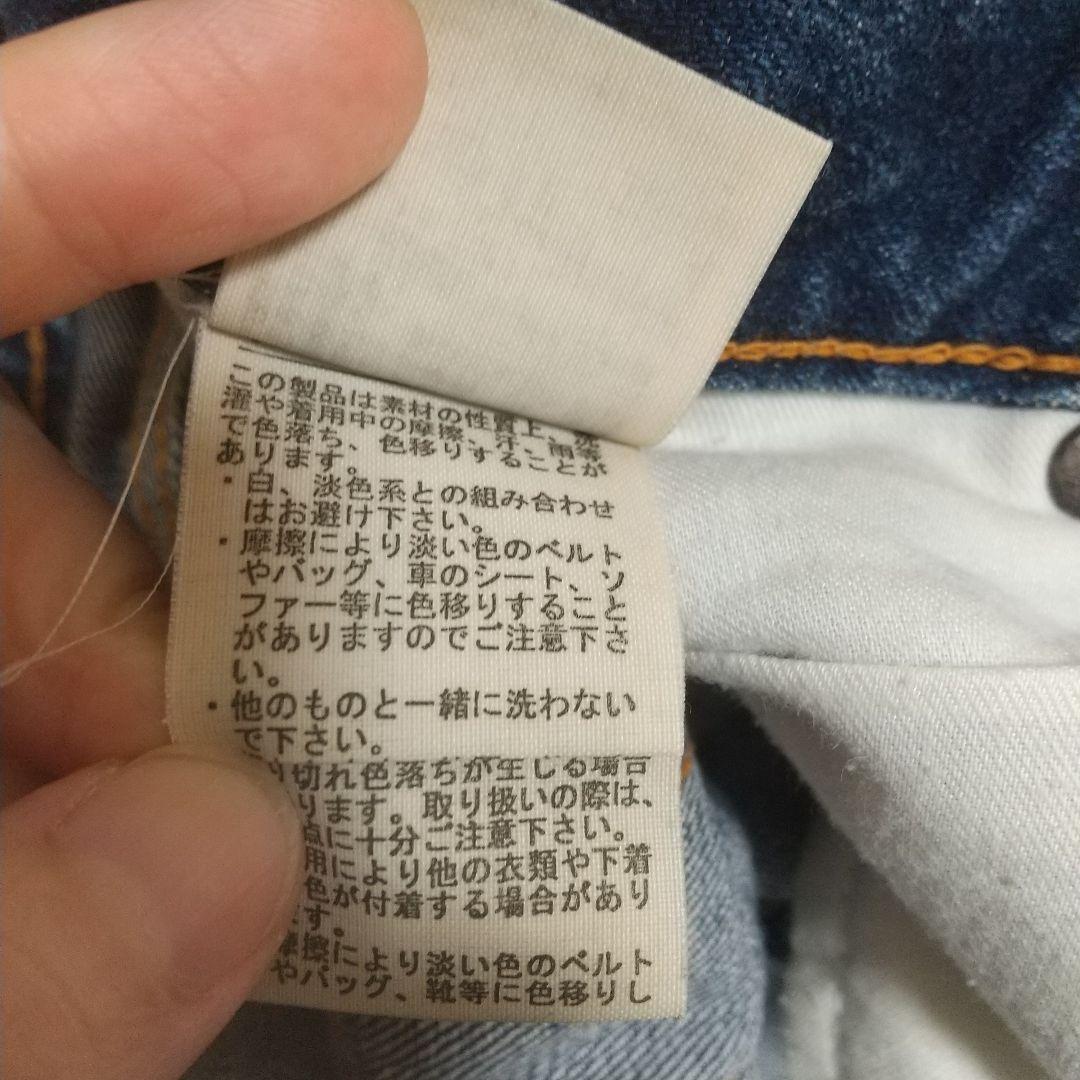 この製品は素材の性質上、洗
濯や着用中の摩擦、汗、雨等
で色落ち、色移りすることが
あります。
・白、淡色系との組み合わせ
はお避け下さい。
・摩擦により淡い色のベルト
やバッグ、車のシート、ソ
ファー等に色移りすること
がありますのでご注意下さ
い。
・他のものと一緒に洗わない
で下さい。
切れ色落ちが生じる場合
ります。取り扱いの際は、
点に十分ご注意下さい。
用により他の衣類や下着
色が付着する場合があり
ます。
摩擦により淡い色のベルト
やバッグ、靴等に色移りし